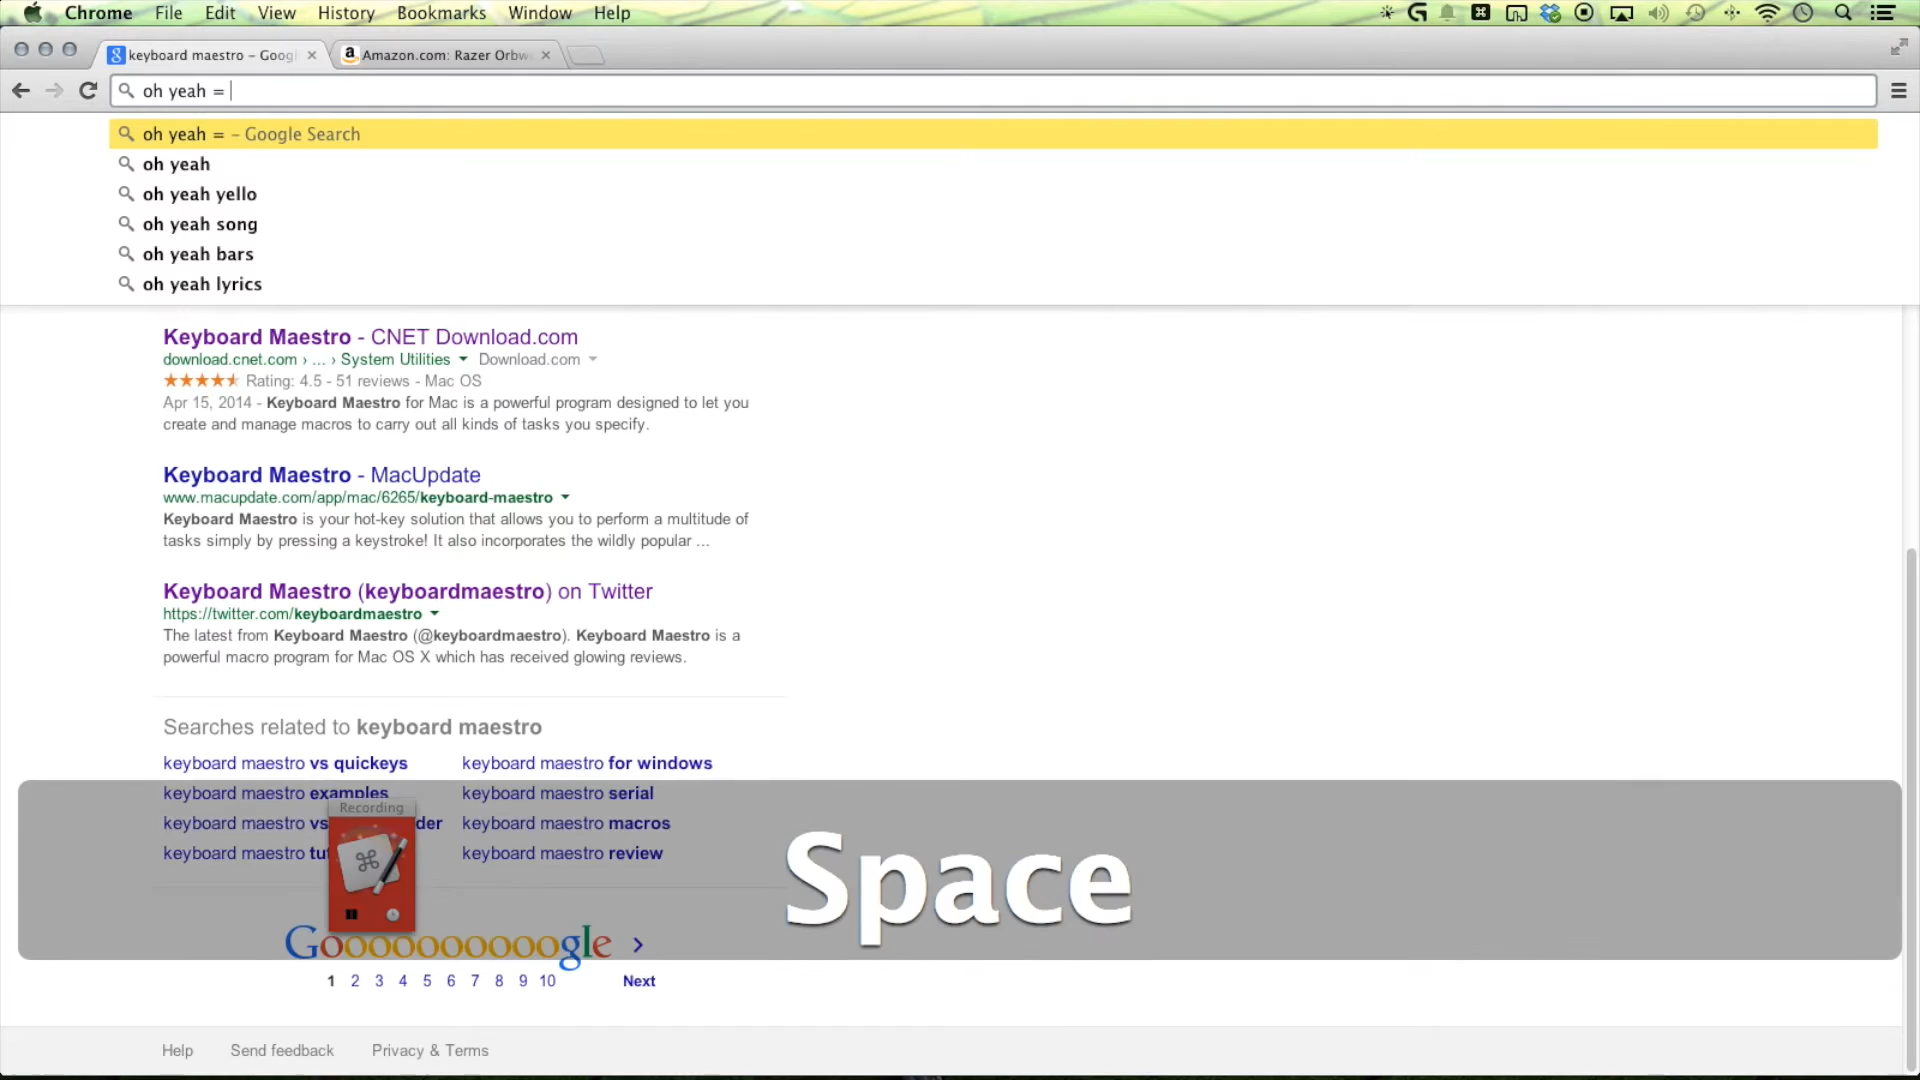 Chrome File Edit View History Bookmarks Window Help
keyboard maestro – Goog
Amazon.com: Razer Orbw
oh yeah =
oh yeah = – Google Search
oh yeah
oh yeah yello
oh yeah song
oh yeah bars
oh yeah lyrics
Keyboard Maestro - CNET Download.com
download.cnet.com › ... › System Utilities Download.com
Rating: 4.5 - 51 reviews - Mac OS
Apr 15, 2014 - Keyboard Maestro for Mac is a powerful program designed to let you
create and manage macros to carry out all kinds of tasks you specify.
Keyboard Maestro - MacUpdate
www.macupdate.com/app/mac/6265/keyboard-maestro
Keyboard Maestro is your hot-key solution that allows you to perform a multitude of
tasks simply by pressing a keystroke! It also incorporates the wildly popular ...
Keyboard Maestro (keyboardmaestro) on Twitter
https://twitter.com/keyboardmaestro
The latest from Keyboard Maestro (@keyboardmaestro). Keyboard Maestro is a
powerful macro program for Mac OS X which has received glowing reviews.
Searches related to keyboard maestro
keyboard maestro vs quickeys keyboard maestro for windows
keyboard maestro examples keyboard maestro serial
Recording
keyboard maestro vs der keyboard maestro macros
keyboard maestro tut keyboard maestro review
Space
Goooooooooogle
1 2 3 4 5 6 7 8 9 10 Next
Help Send feedback Privacy & Terms